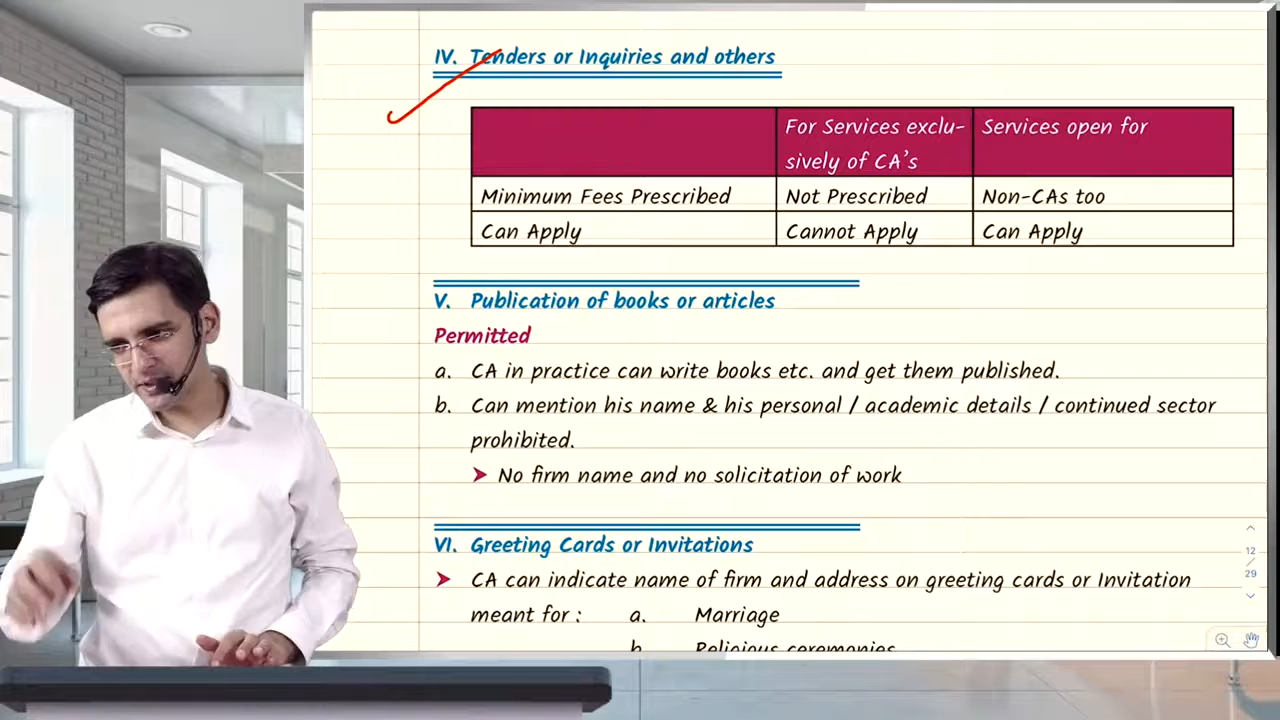 IV. Tenders or Inquiries and others
For Services exclu- Services open for
sively of CA's
Minimum Fees Prescribed Not Prescribed Non-CAs too
Can Apply Cannot Apply Can Apply
V. Publication of books or articles
Permitted
a. CA in practice can write books etc. and get them published.
b. Can mention his name & his personal / academic details / continued sector
prohibited.
➤ No firm name and no solicitation of work
VI. Greeting Cards or Invitations
➤ CA can indicate name of firm and address on greeting cards or Invitation
meant for : a. Marriage
b. Religious ceremonies
12
/
29